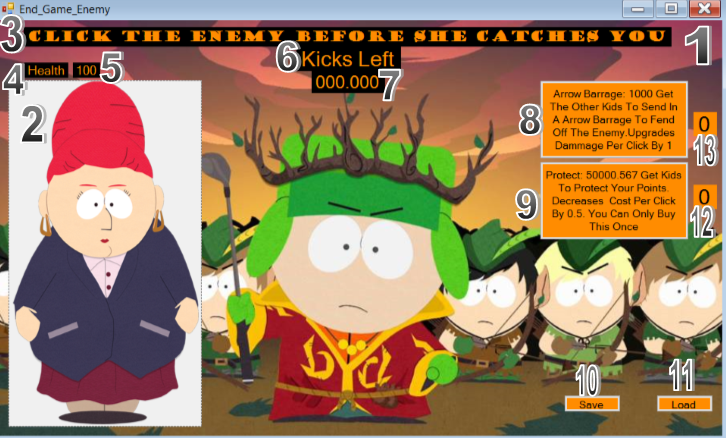 End_Game_Enemy
3 CLICK THE ENEMY BEFORE SHE CATCHES YOU 1
6 Kicks Left
4 Health 100 5
000.000 7
2
8 Arrow Barrage: 1000 Get
The Other Kids To Send In
A Arrow Barrage To Fend
Off The Enemy.Upgrades
Dammage Per Click By 1
0
13
9 Protect: 50000.567 Get Kids
To Protect Your Points.
Decreases Cost Per Click
By 0.5. You Can Only Buy
This Once
0
12
10 11
Save Load